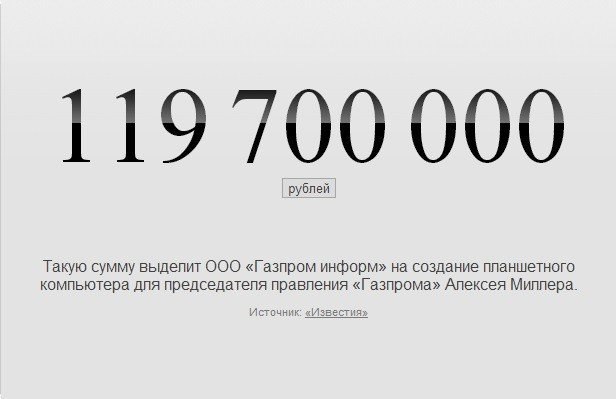 119 700 000
рублей
Такую сумму выделит ООО «Газпром информ» на создание планшетного
компьютера для председателя правления «Газпрома» Алексея Миллера.
Источник: «Известия»